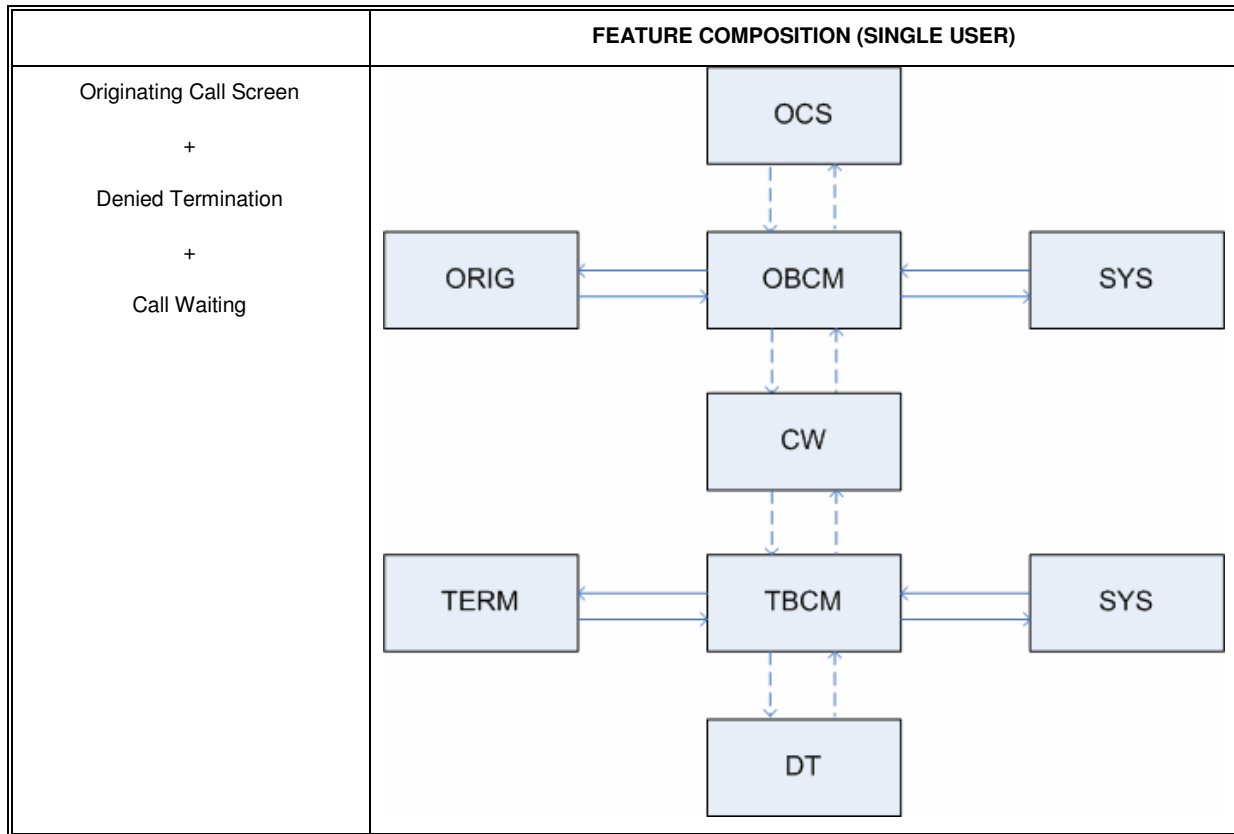 FEATURE COMPOSITION (SINGLE USER)
Originating Call Screen
+
Denied Termination
+
Call Waiting
OCS
ORIG
OBCM
SYS
CW
TERM
TBCM
SYS
DT